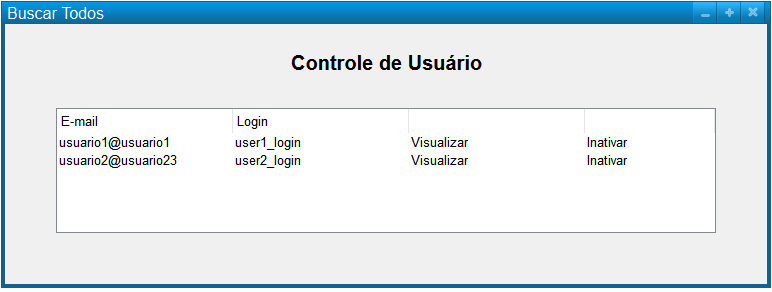 Buscar Todos
Controle de Usuário
E-mail Login
usuario1@usuario1 user1_login Visualizar Inativar
usuario2@usuario23 user2_login Visualizar Inativar